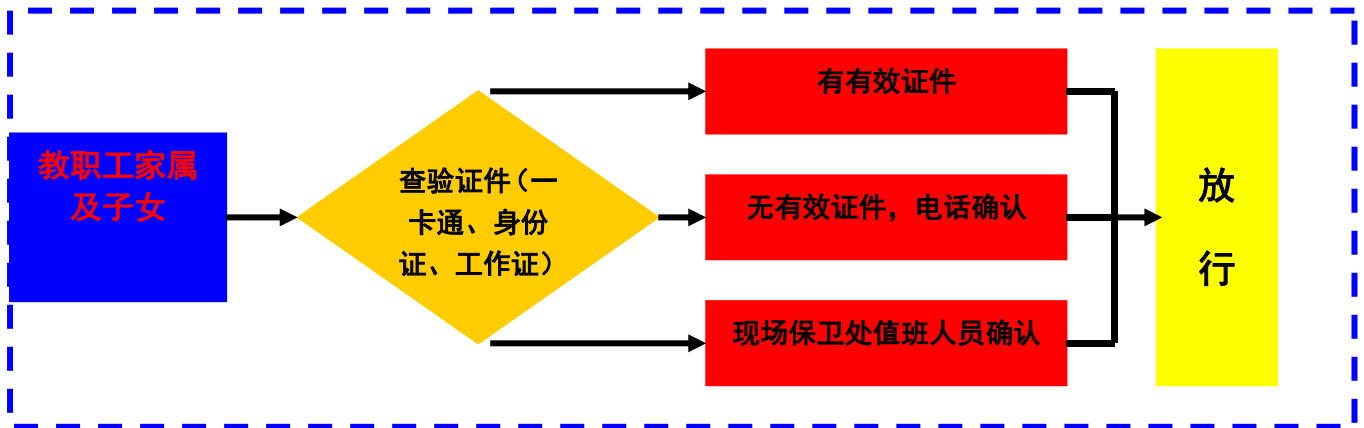 教职工家属
及子女
查验证件（一
卡通、身份
证、工作证）
有有效证件
无有效证件，电话确认
现场保卫处值班人员确认
放
行